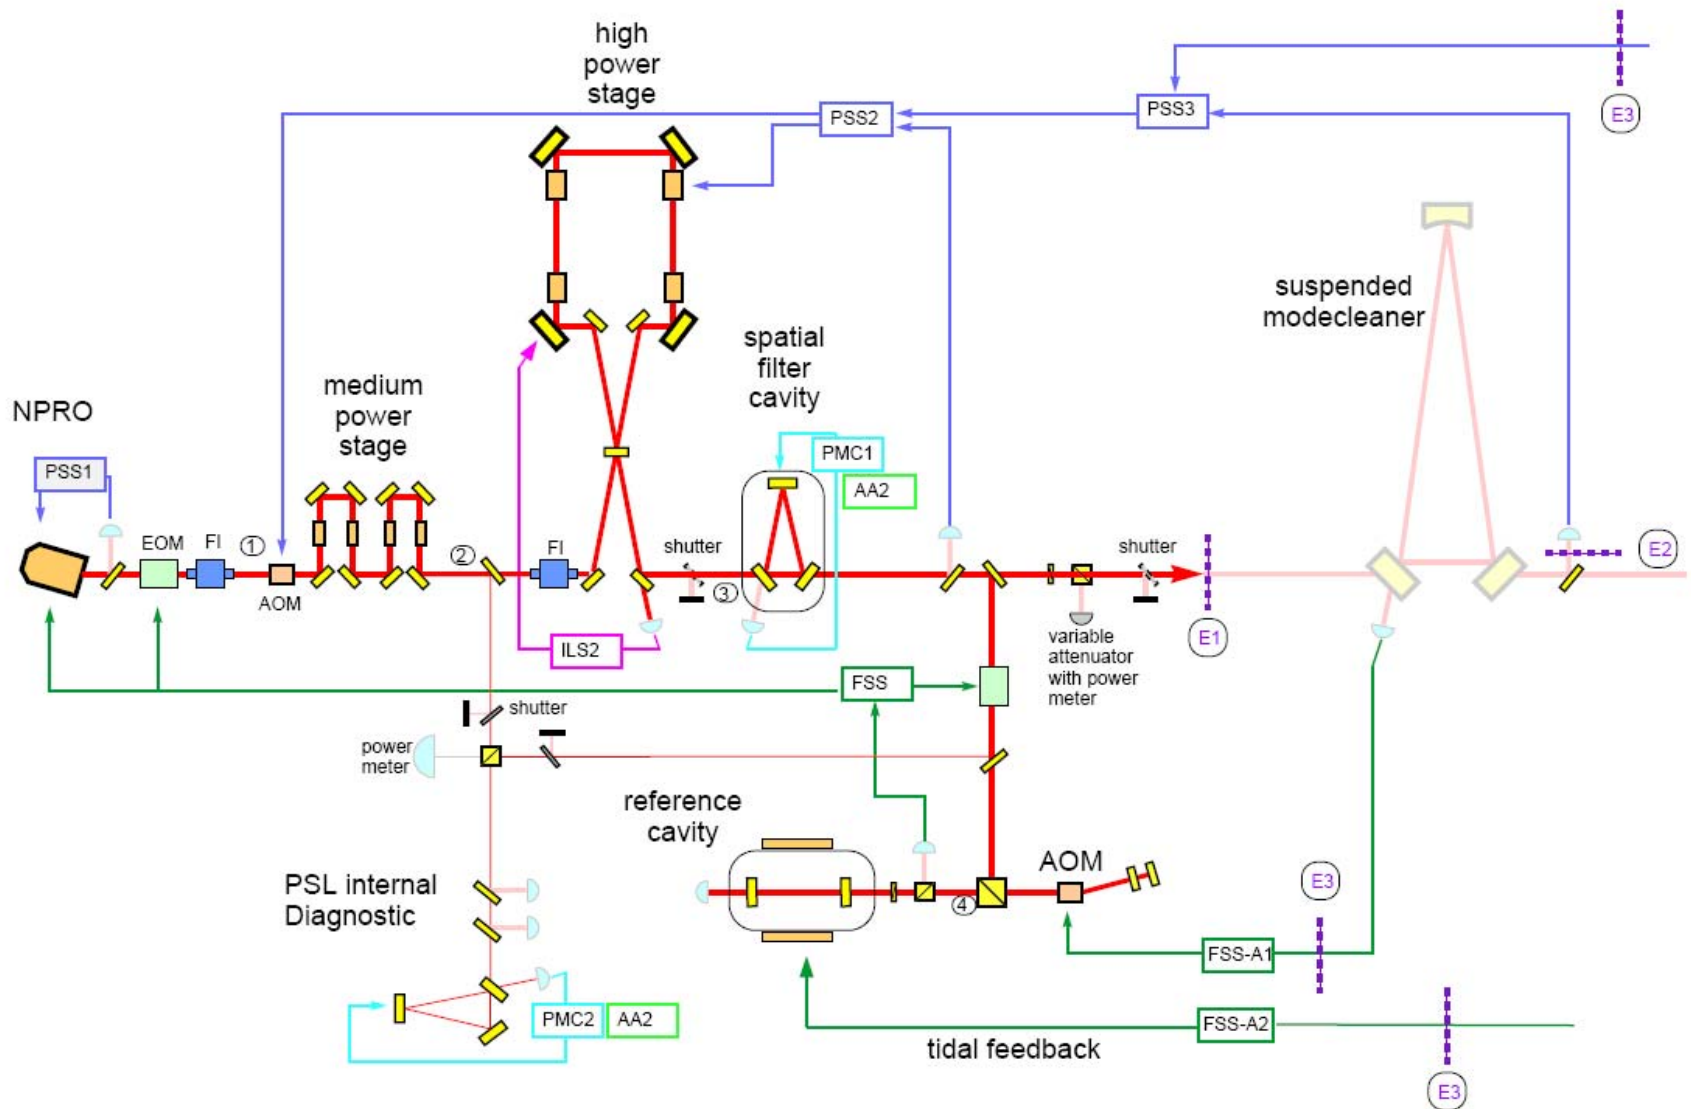 high
power
stage
PSS2
PSS3
E3
suspended
modecleaner
spatial
filter
cavity
medium
power
stage
NPRO
PSS1
PMC1
AA2
EOM
FI
1
AOM
2
FI
shutter
3
shutter
E2
E1
variable
attenuator
with power
meter
ILS2
FSS
shutter
power
meter
reference
cavity
AOM
4
E3
PSL internal
Diagnostic
FSS-A1
PMC2
AA2
FSS-A2
tidal feedback
E3